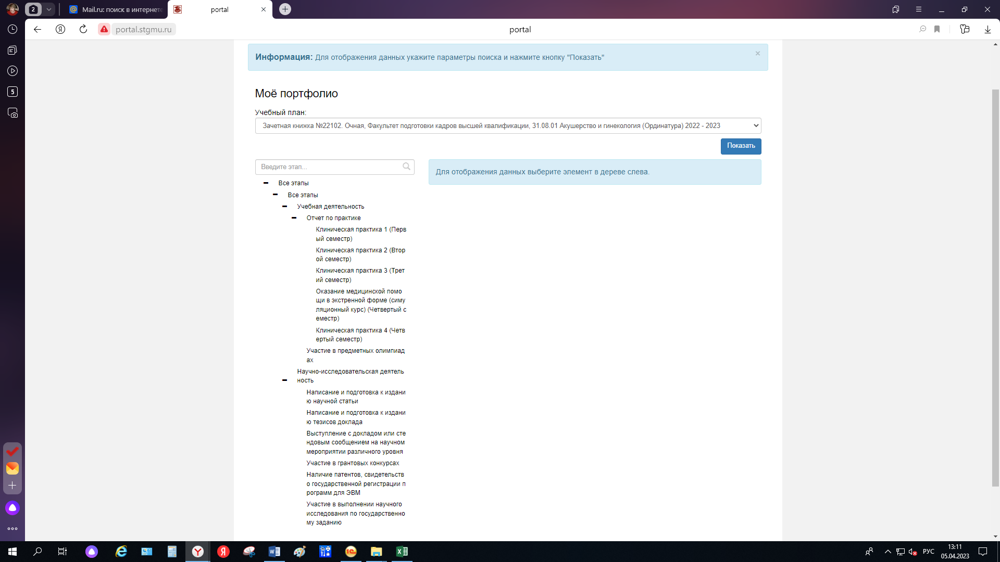 2
Mail.ru: поиск в интернете
portal
portal.stgmu.ru
portal
5
Информация: Для отображения данных укажите параметры поиска и нажмите кнопку "Показать"
Моё портфолио
Учебный план:
Зачетная книжка №22102. Очная, Факультет подготовки кадров высшей квалификации, 31.08.01 Акушерство и гинекология (Ординатура) 2022 - 2023
Показать
Введите этап...
Для отображения данных выберите элемент в дереве слева.
Все этапы
Все этапы
Учебная деятельность
Отчет по практике
Клиническая практика 1 (Перв
ый семестр)
Клиническая практика 2 (Втор
ой семестр)
Клиническая практика 3 (Трет
ий семестр)
Оказание медицинской помо
щи в экстренной форме (симу
ляционный курс) (Четвертый с
еместр)
Клиническая практика 4 (Четв
ертый семестр)
Участие в предметных олимпиад
ах
Научно-исследовательская деятель
ность
Написание и подготовка к издани
ю научной статьи
Написание и подготовка к издани
ю тезисов доклада
Выступление с докладом или сте
ндовым сообщением на научном
мероприятии различного уровня
Участие в грантовых конкурсах
Наличие патентов, свидетельств
о государственной регистрации п
рограмм для ЭВМ
Участие в выполнении научного
исследования по государственно
му заданию
РУС
13:11
05.04.2023